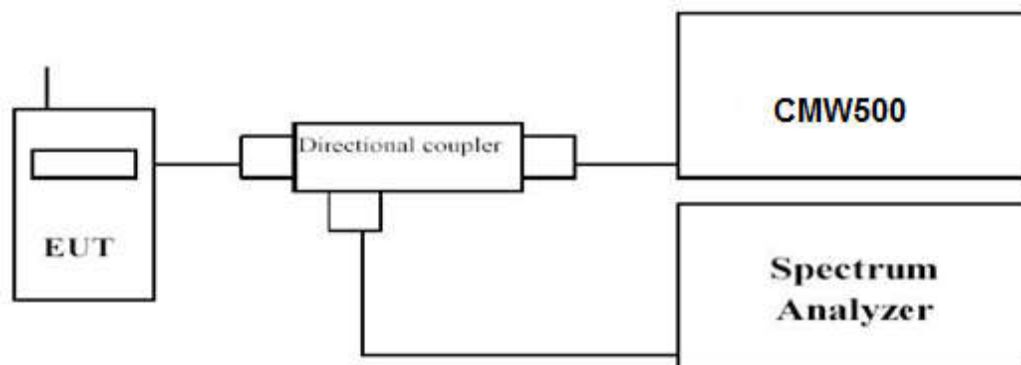 CMW500
Directional coupler
EUT
Spectrum
Analyzer